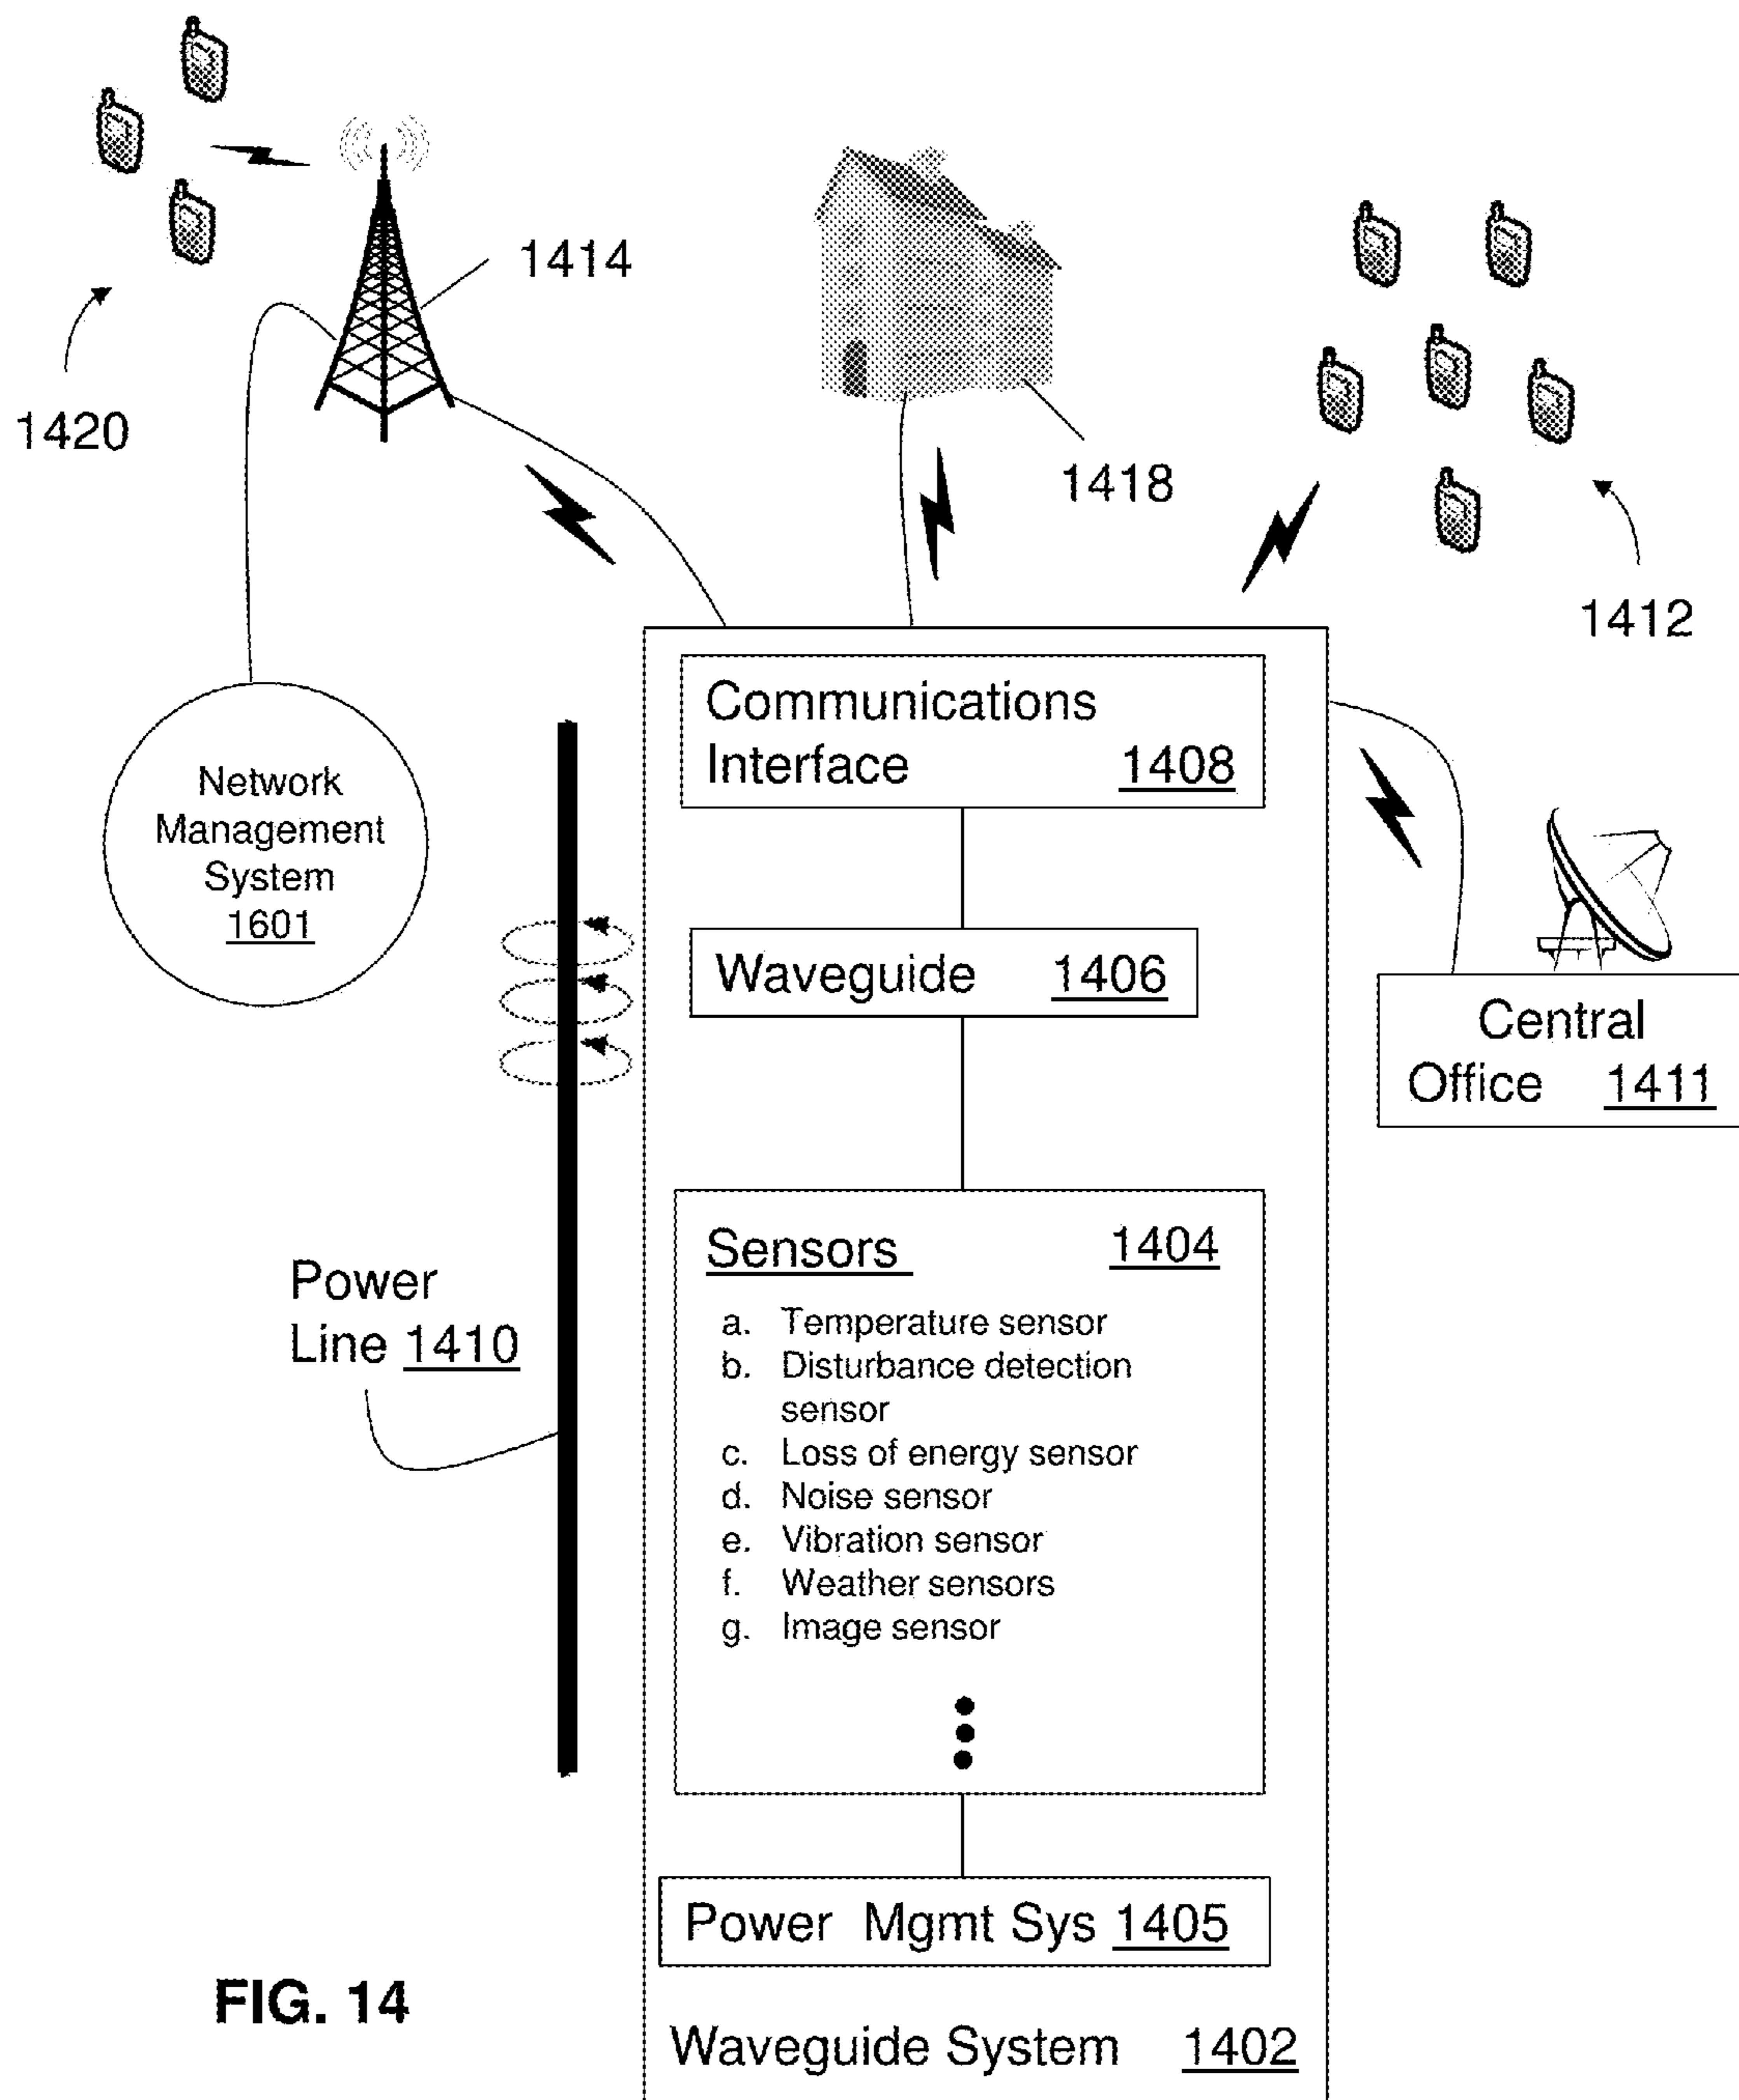 1414
1420
1418
1412
Communications
Interface 1408
Network
Management
System
1601
Waveguide 1406
Central
Office 1411
Sensors 1404
a. Temperature sensor
b. Disturbance detection
sensor
c. Loss of energy sensor
d. Noise sensor
e. Vibration sensor
f. Weather sensors
g. Image sensor
Power
Line 1410
Power Mgmt Sys 1405
FIG. 14
Waveguide System 1402